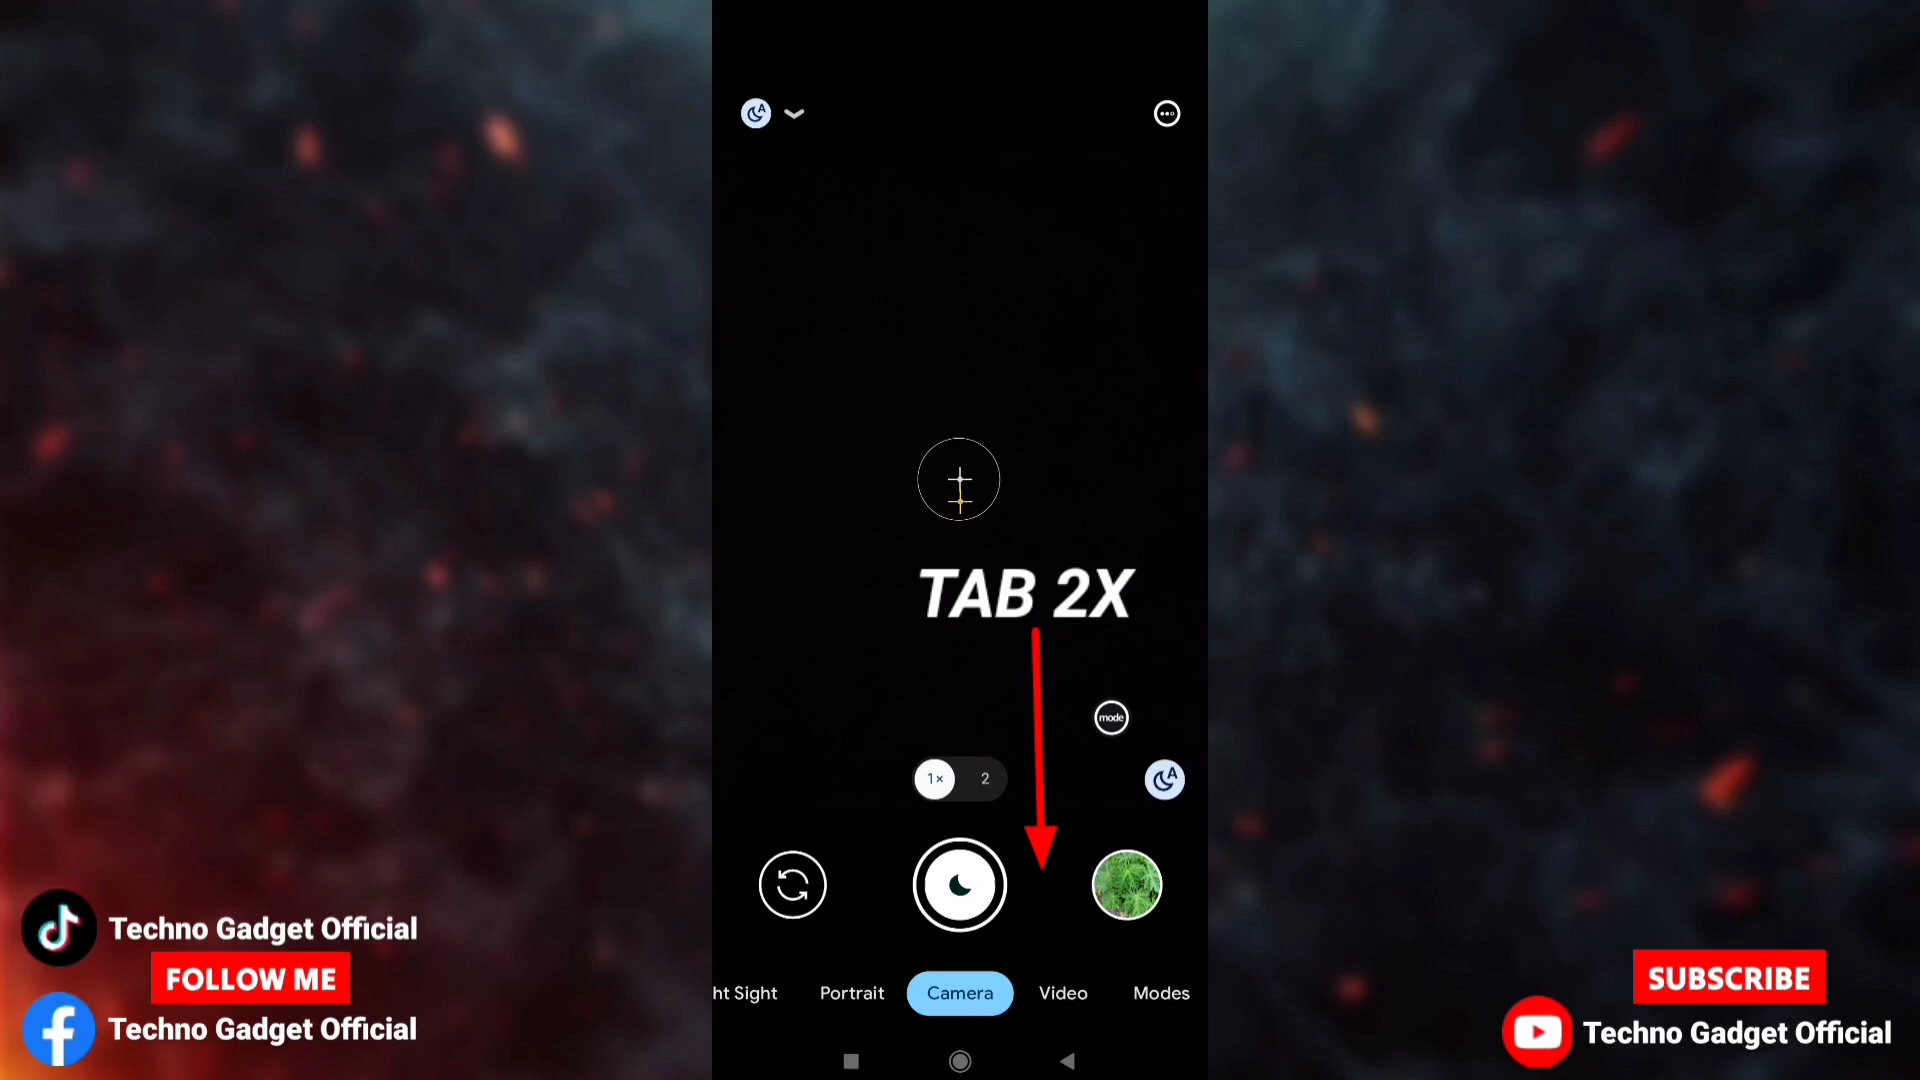 TAB 2X
mode
1× 2
ht Sight Portrait Camera Video Modes
Techno Gadget Official
FOLLOW ME
Techno Gadget Official
SUBSCRIBE
Techno Gadget Official